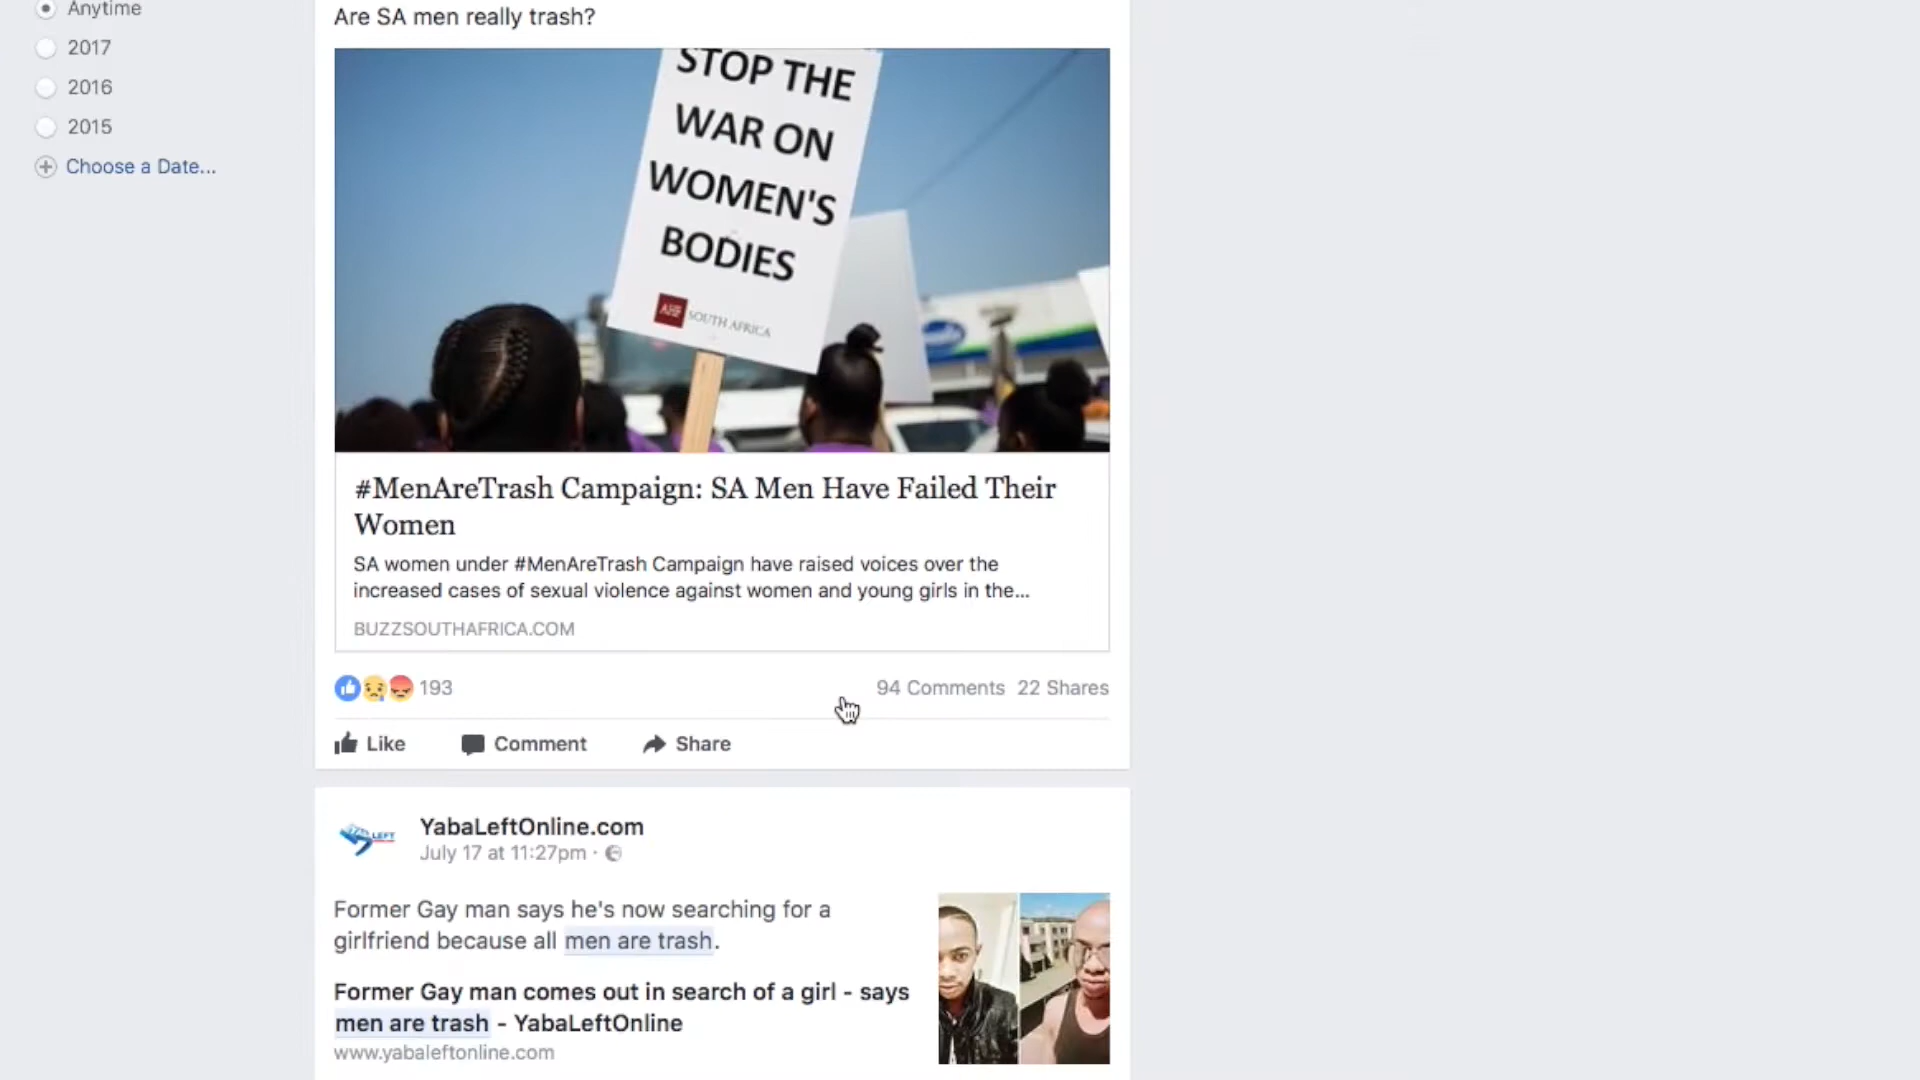 Anytime
2017
2016
2015
Choose a Date...
Are SA men really trash?
STOP THE
WAR ON
WOMEN'S
BODIES
AHF SOUTH AFRICA
#MenAreTrash Campaign: SA Men Have Failed Their
Women
SA women under #MenAreTrash Campaign have raised voices over the
increased cases of sexual violence against women and young girls in the...
BUZZSOUTHAFRICA.COM
193
94 Comments 22 Shares
Like Comment Share
LEFT
YabaLeftOnline.com
July 17 at 11:27pm ·
Former Gay man says he's now searching for a
girlfriend because all men are trash.
Former Gay man comes out in search of a girl - says
men are trash - YabaLeftOnline
www.yabaleftonline.com